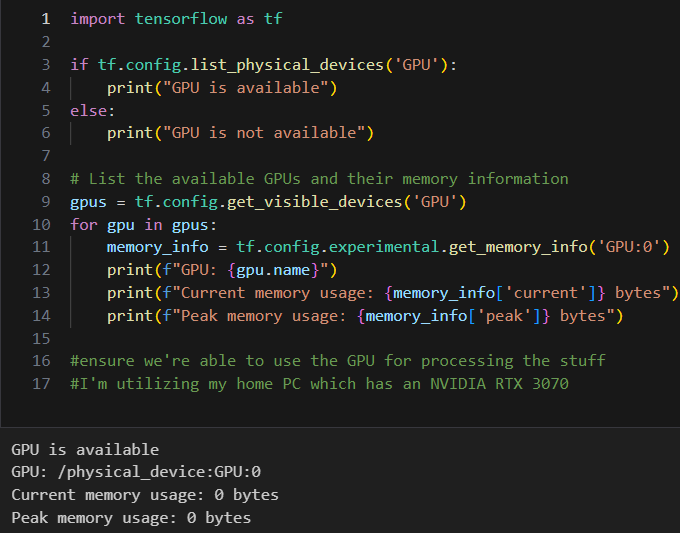 1 import tensorflow as tf
2
3 if tf.config.list_physical_devices('GPU'):
4     print("GPU is available")
5 else:
6     print("GPU is not available")
7
8 # List the available GPUs and their memory information
9 gpus = tf.config.get_visible_devices('GPU')
10 for gpu in gpus:
11     memory_info = tf.config.experimental.get_memory_info('GPU:0')
12     print(f"GPU: {gpu.name}")
13     print(f"Current memory usage: {memory_info['current']} bytes")
14     print(f"Peak memory usage: {memory_info['peak']} bytes")
15
16 #ensure we're able to use the GPU for processing the stuff
17 #I'm utilizing my home PC which has an NVIDIA RTX 3070
GPU is available
GPU: /physical_device:GPU:0
Current memory usage: 0 bytes
Peak memory usage: 0 bytes